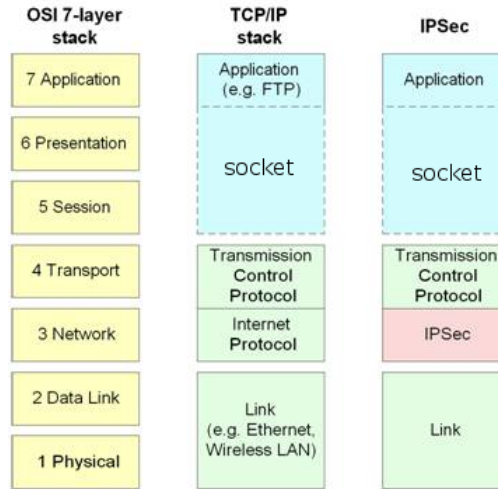 OSI 7-layer
stack
7 Application
6 Presentation
5 Session
4 Transport
3 Network
2 Data Link
1 Physical
TCP/IP
stack
Application
(e.g. FTP)
socket
Transmission
Control
Protocol
Internet
Protocol
Link
(e.g. Ethernet,
Wireless LAN)
IPSec
Application
socket
Transmission
Control
Protocol
IPSec
Link